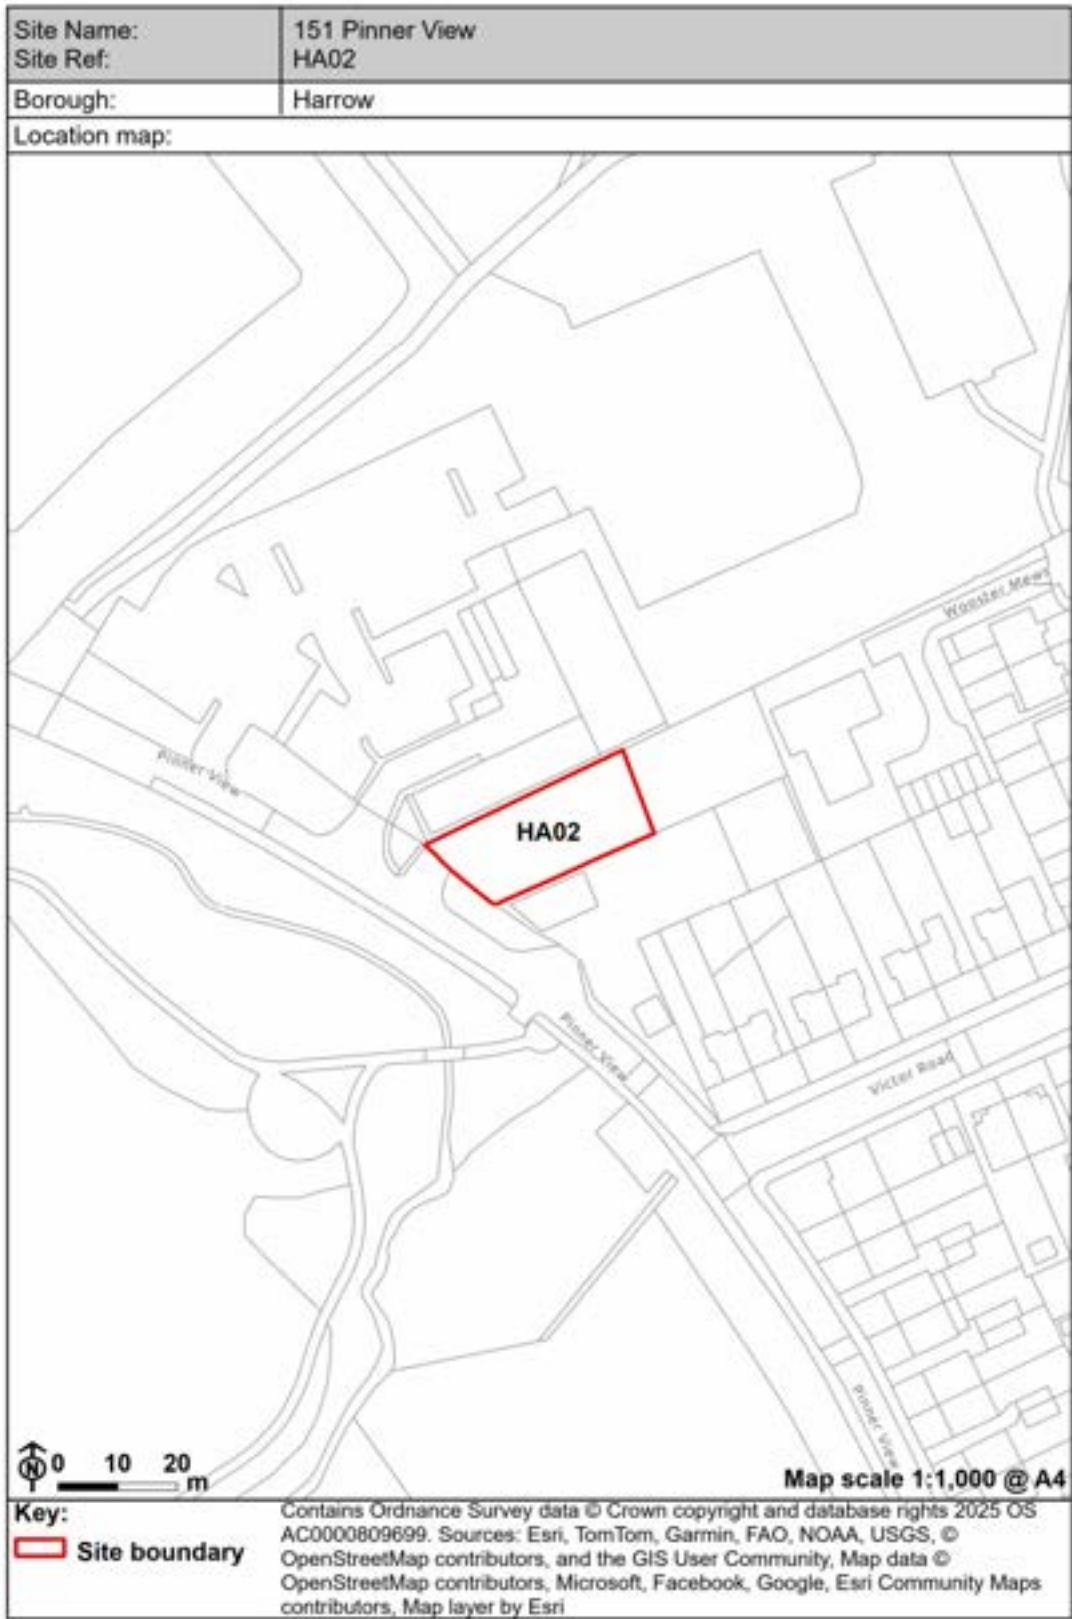 Site Name: 151 Pinner View
Site Ref: HA02
Borough: Harrow
Location map:
Wooster Mews
Pinner View
HA02
Pinner View
Victor Road
Pinner View
N 0 10 20 m
Map scale 1:1,000 @ A4
Key:
Site boundary
Contains Ordnance Survey data © Crown copyright and database rights 2025 OS
AC0000809699. Sources: Esri, TomTom, Garmin, FAO, NOAA, USGS, ©
OpenStreetMap contributors, and the GIS User Community, Map data ©
OpenStreetMap contributors, Microsoft, Facebook, Google, Esri Community Maps
contributors, Map layer by Esri